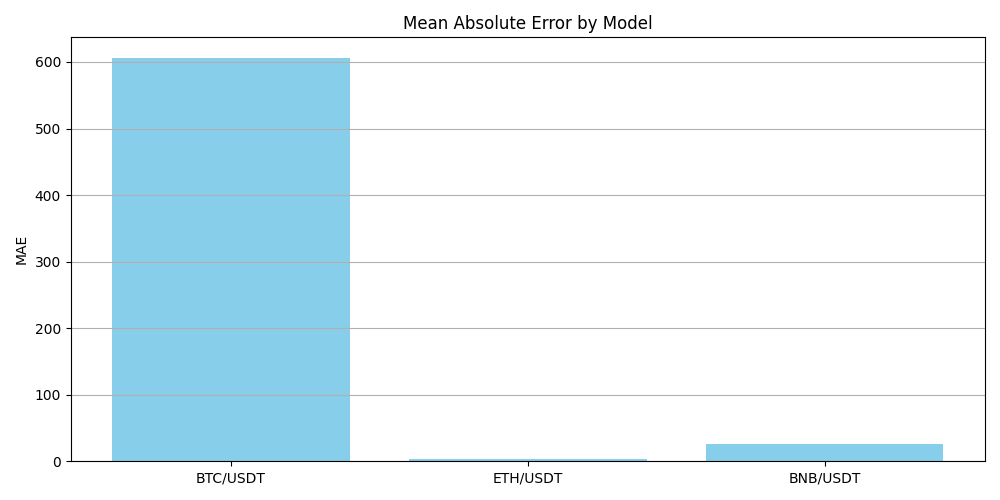 Mean Absolute Error by Model
MAE
600
500
400
300
200
100
0
BTC/USDT
ETH/USDT
BNB/USDT